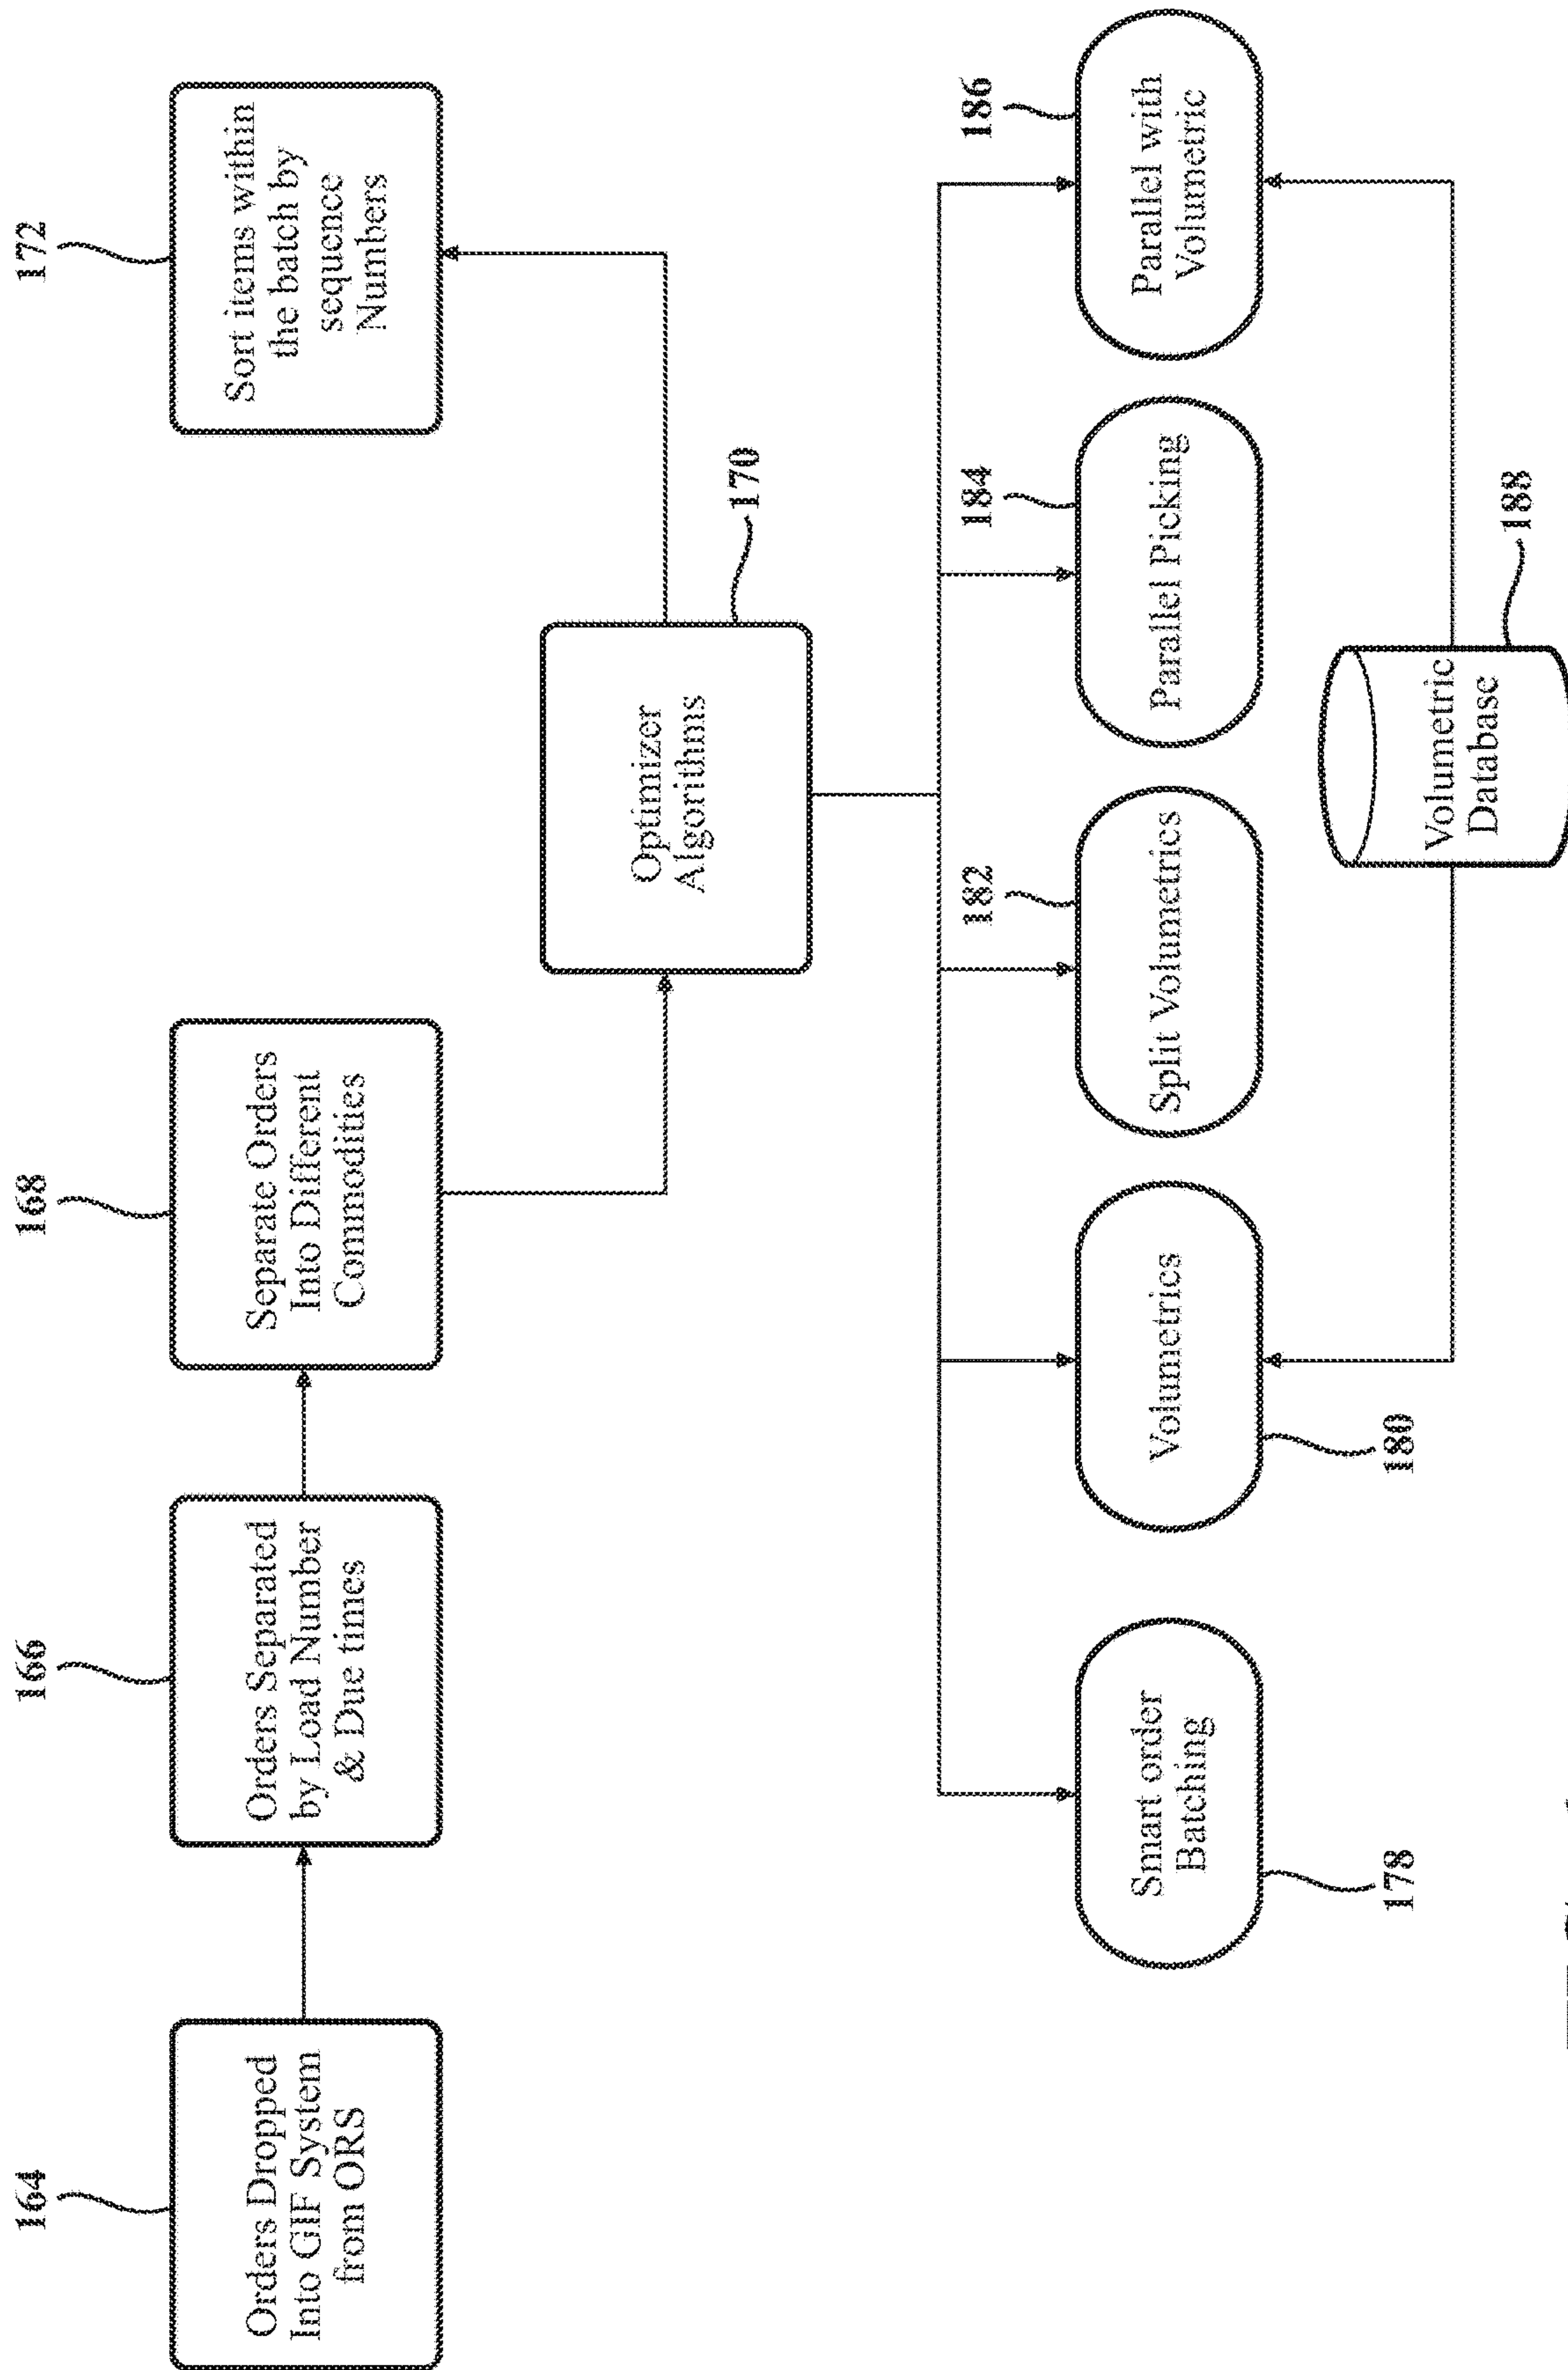 164
Orders Dropped
Into GIF System
from ORS
166
Orders Separated
by Load Number
& Due times
168
Separate Orders
Into Different
Commodities
172
Sort items within
the batch by
sequence
Numbers
Optimizer
Algorithms
170
Smart order
Batching
178
Volumetrics
180
182
Split Volumetrics
184
Parallel Picking
186
Parallel with
Volumetric
Volumetric
Database
188